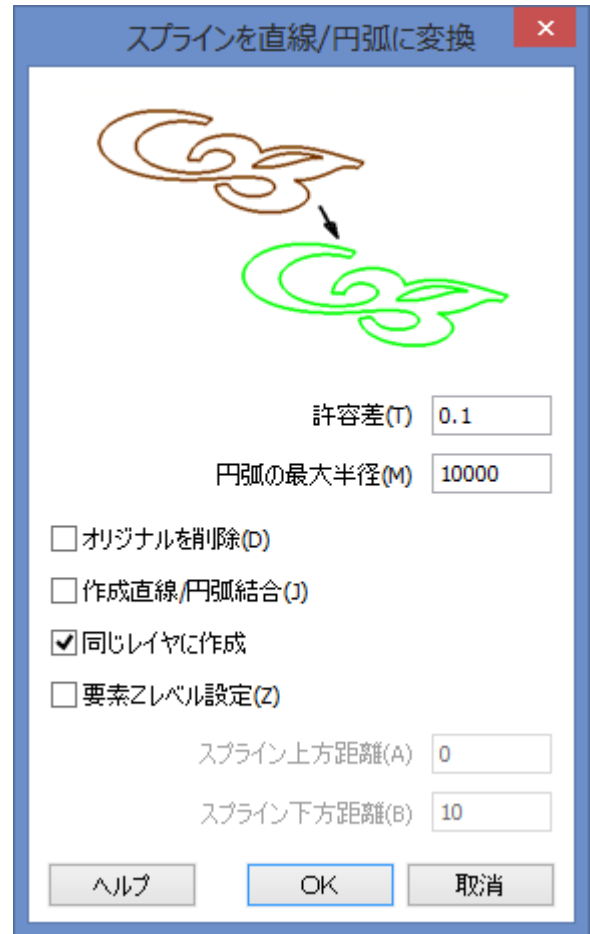 スプラインを直線/円弧に変換
許容差(T) 0.1
円弧の最大半径(M) 10000
オリジナルを削除(D)
作成直線/円弧結合(J)
同じレイヤに作成
要素Zレベル設定(Z)
スプライン上方距離(A) 0
スプライン下方距離(B) 10
ヘルプ OK 取消